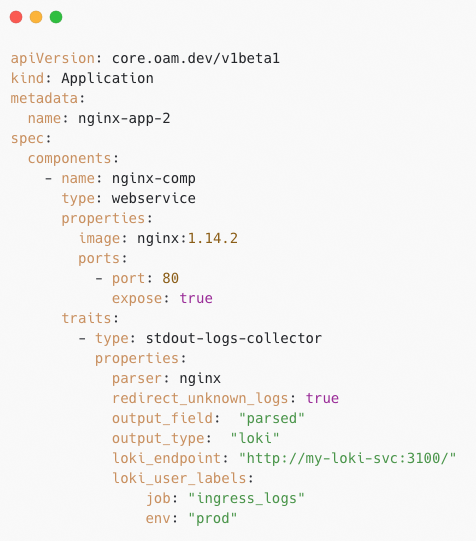 apiVersion: core.oam.dev/v1beta1
kind: Application
metadata:
  name: nginx-app-2
spec:
  components:
    - name: nginx-comp
      type: webservice
      properties:
        image: nginx:1.14.2
        ports:
          - port: 80
            expose: true
      traits:
        - type: stdout-logs-collector
          properties:
            parser: nginx
            redirect_unknown_logs: true
            output_field:  "parsed"
            output_type:  "loki"
            loki_endpoint: "http://my-loki-svc:3100/"
            loki_user_labels:
                job: "ingress_logs"
                env: "prod"